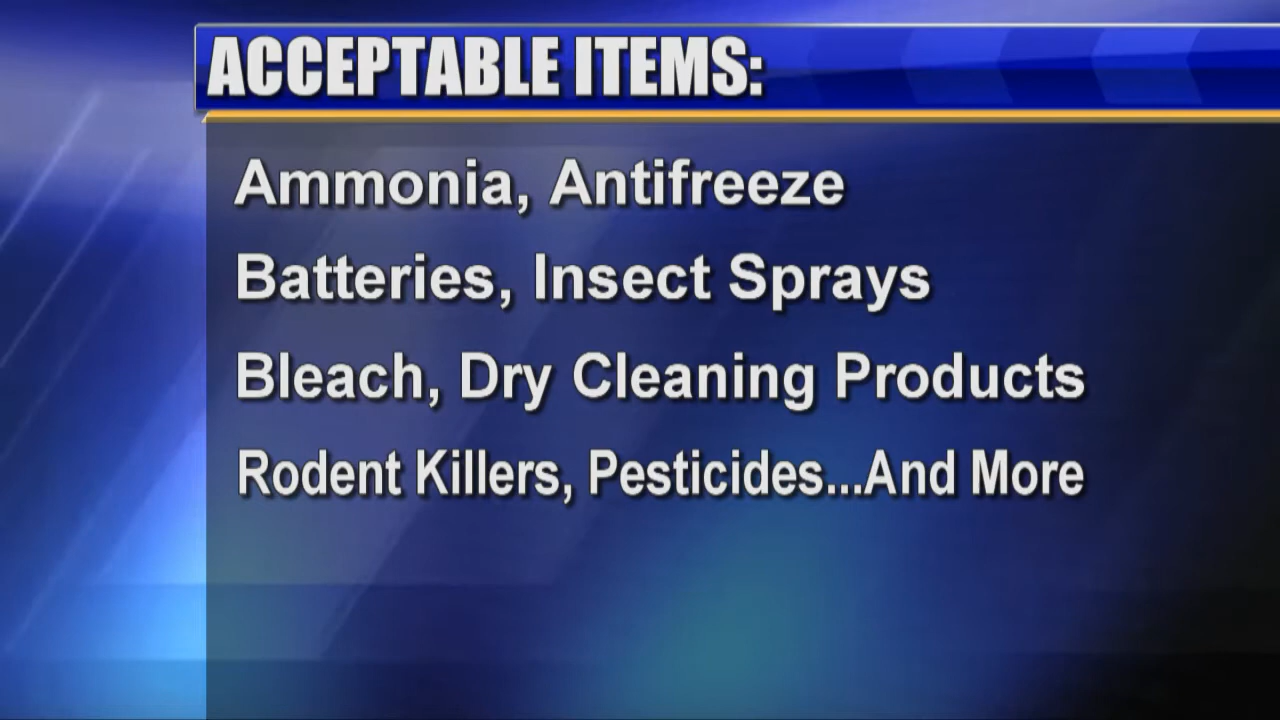 ACCEPTABLE ITEMS:
Ammonia, Antifreeze
Batteries, Insect Sprays
Bleach, Dry Cleaning Products
Rodent Killers, Pesticides...And More